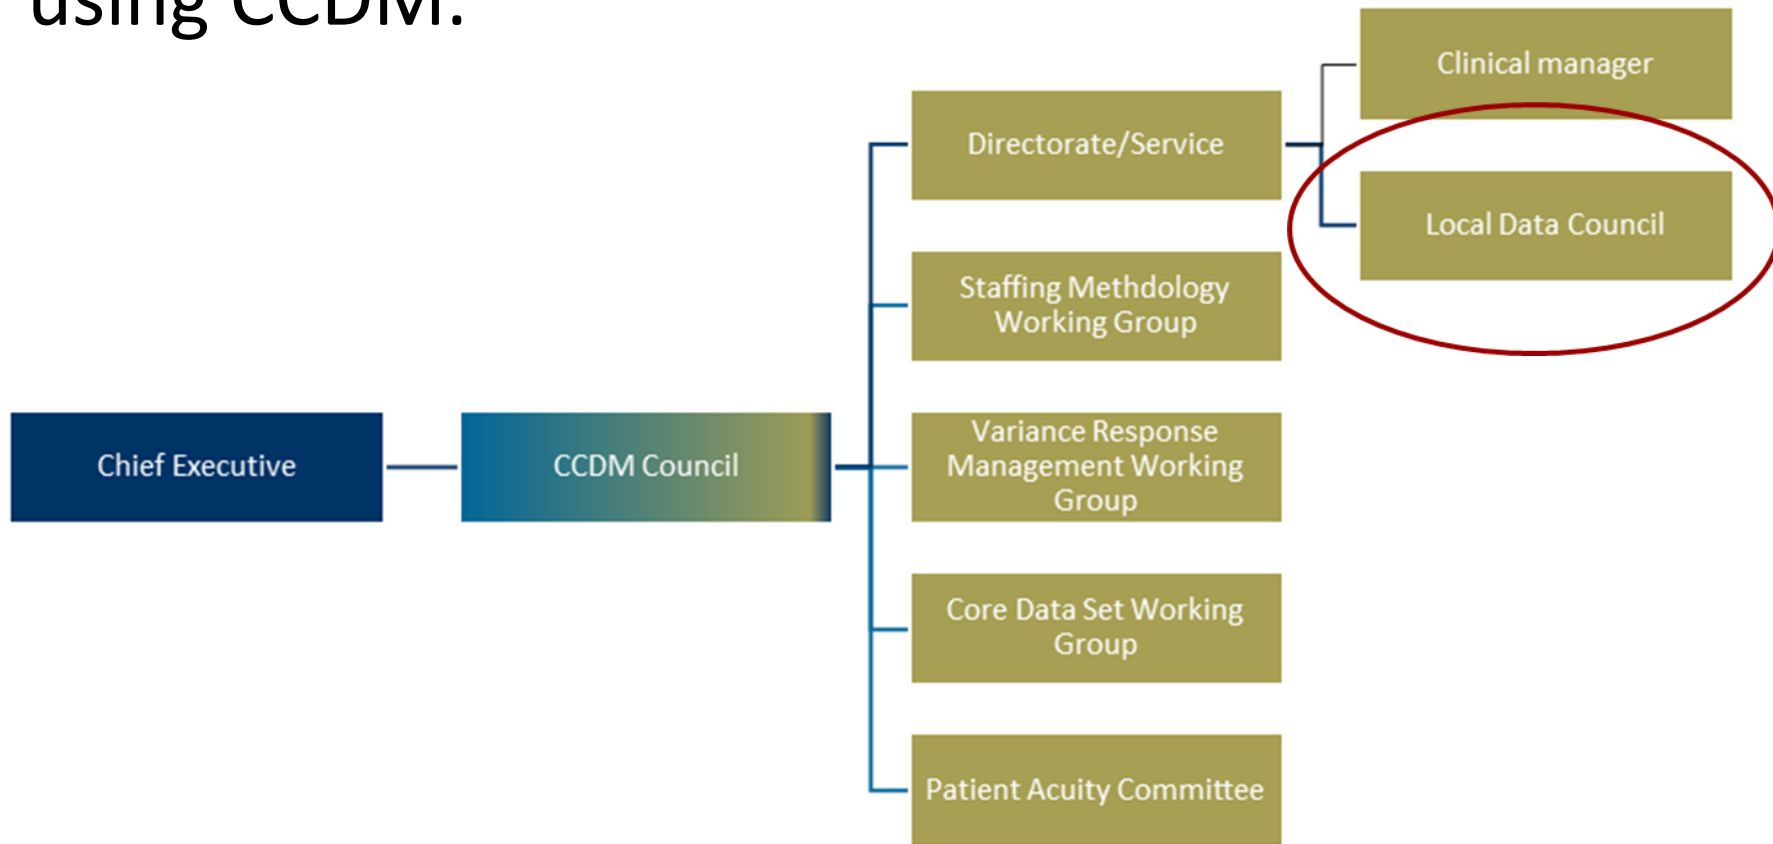 using CCDM.
Clinical manager
Directorate/Service
Local Data Council
Staffing Methdology
Working Group
Chief Executive
CCDM Council
Variance Response
Management Working
Group
Core Data Set Working
Group
Patient Acuity Committee